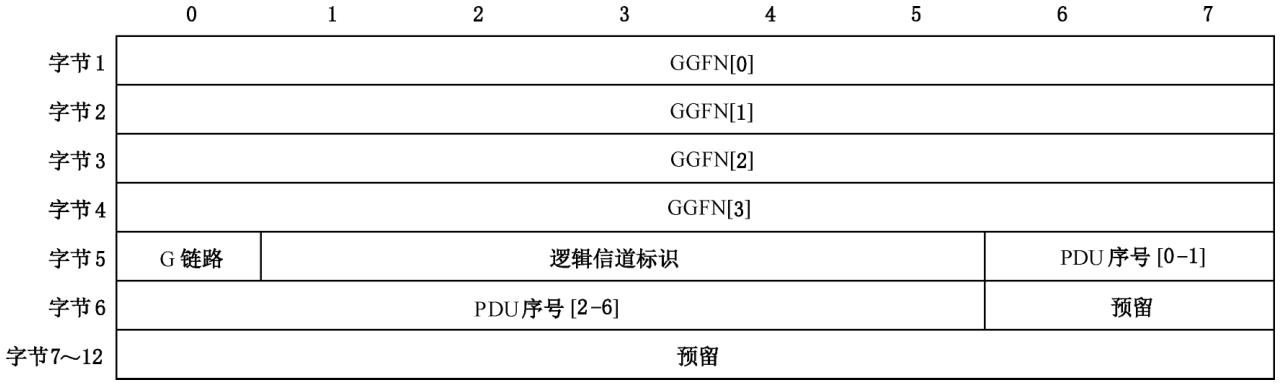 0 1 2 3 4 5 6 7
字节1 GGFN[0]
字节2 GGFN[1]
字节3 GGFN[2]
字节4 GGFN[3]
字节5 G 链路 逻辑信道标识 PDU 序号 [0-1]
字节6 PDU序号 [2-6] 预留
字节7～12 预留